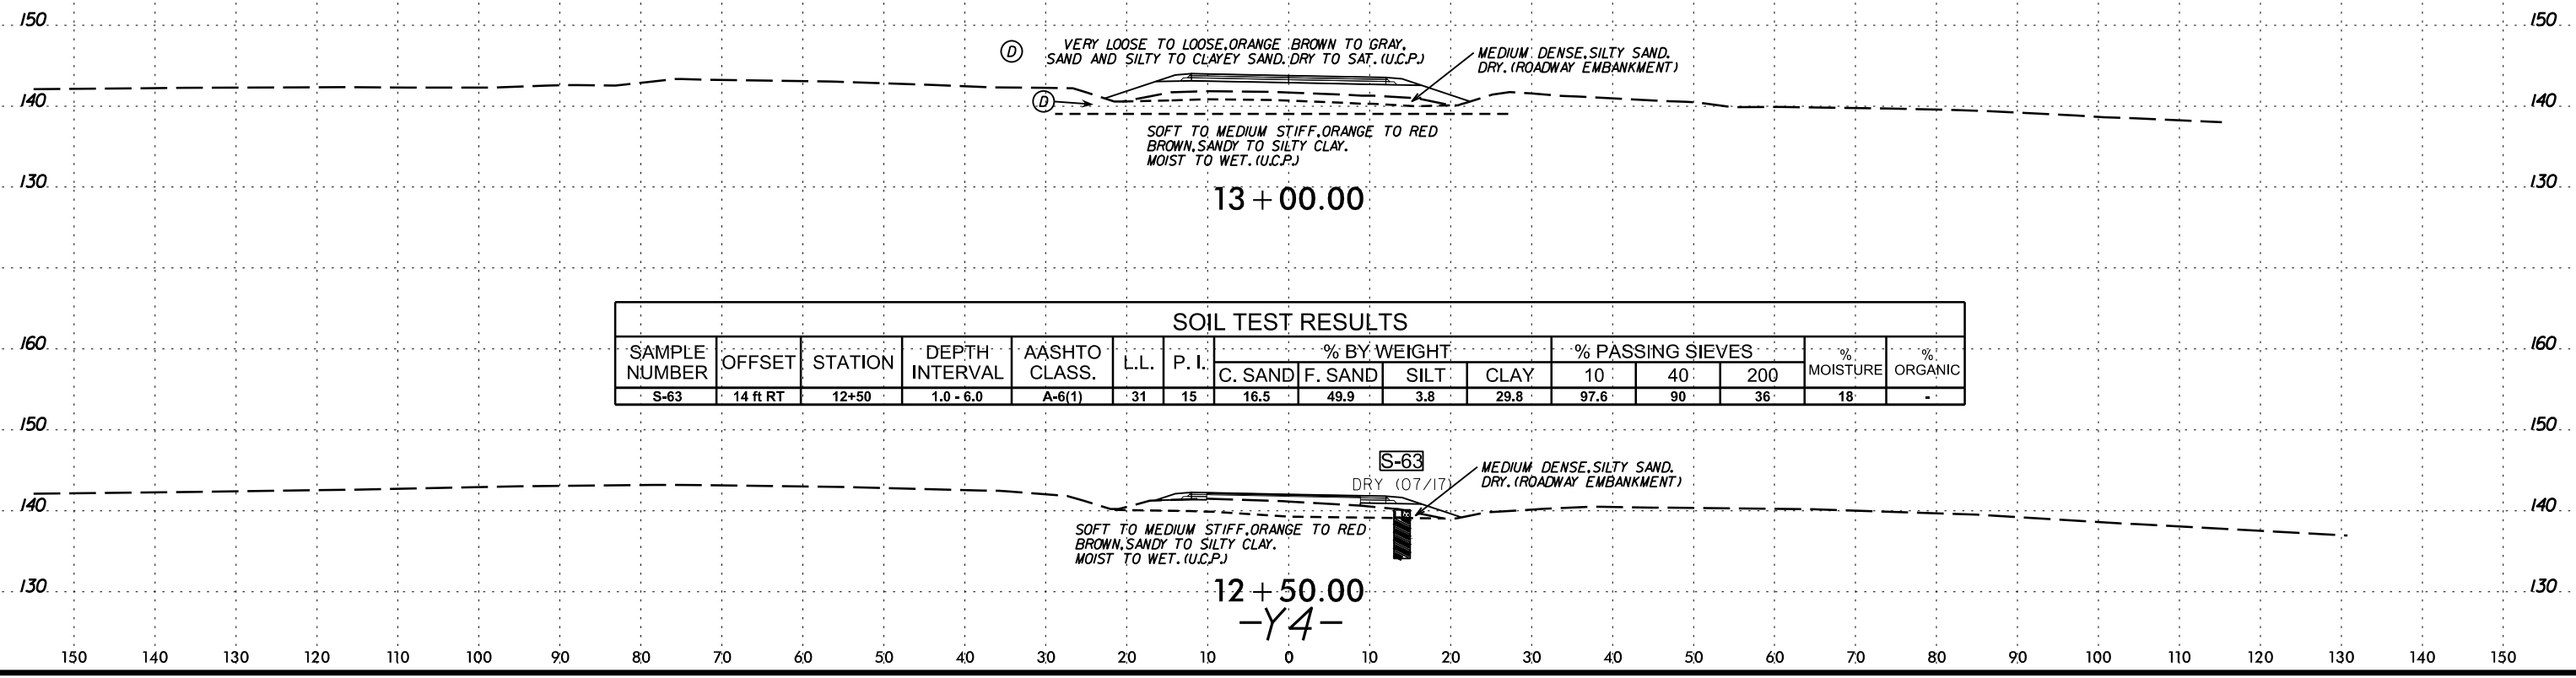 150 150
Ⓓ VERY LOOSE TO LOOSE, ORANGE BROWN TO GRAY,
SAND AND SILTY TO CLAYEY SAND. DRY TO SAT. (U.C.P.)
MEDIUM DENSE, SILTY SAND.
DRY. (ROADWAY EMBANKMENT)
140 Ⓓ 140
SOFT TO MEDIUM STIFF, ORANGE TO RED
BROWN, SANDY TO SILTY CLAY.
MOIST TO WET. (U.C.P.)
130 130
13+00.00
SOIL TEST RESULTS
160 160
SAMPLE NUMBER OFFSET STATION DEPTH INTERVAL AASHTO CLASS. L.L. P.I. % BY WEIGHT % PASSING SIEVES % MOISTURE % ORGANIC
C. SAND F. SAND SILT CLAY 10 40 200
S-63 14 ft RT 12+50 1.0 - 6.0 A-6(1) 31 15 16.5 49.9 3.8 29.8 97.6 90 36 18 -
150 150
S-63
DRY (07/17)
MEDIUM DENSE, SILTY SAND.
DRY. (ROADWAY EMBANKMENT)
140 140
SOFT TO MEDIUM STIFF, ORANGE TO RED
BROWN, SANDY TO SILTY CLAY.
MOIST TO WET. (U.C.P.)
130 130
12+50.00
-Y4-
150 140 130 120 110 100 90 80 70 60 50 40 30 20 10 0 10 20 30 40 50 60 70 80 90 100 110 120 130 140 150